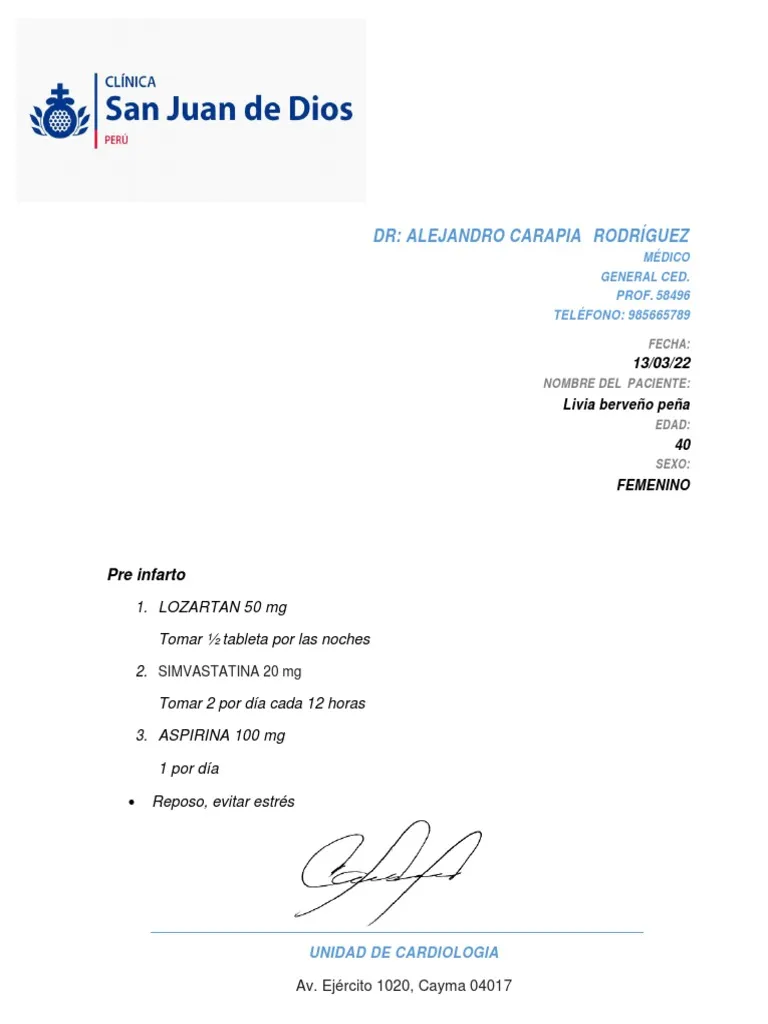 CLÍNICA
San Juan de Dios
PERÚ
DR: ALEJANDRO CARAPIA RODRÍGUEZ
MÉDICO
GENERAL CED.
PROF. 58496
TELÉFONO: 985665789
FECHA:
13/03/22
NOMBRE DEL PACIENTE:
Livia berveño peña
EDAD:
40
SEXO:
FEMENINO
Pre infarto
1. LOZARTAN 50 mg
Tomar ½ tableta por las noches
2. SIMVASTATINA 20 mg
Tomar 2 por día cada 12 horas
3. ASPIRINA 100 mg
1 por día
• Reposo, evitar estrés
UNIDAD DE CARDIOLOGIA
Av. Ejército 1020, Cayma 04017